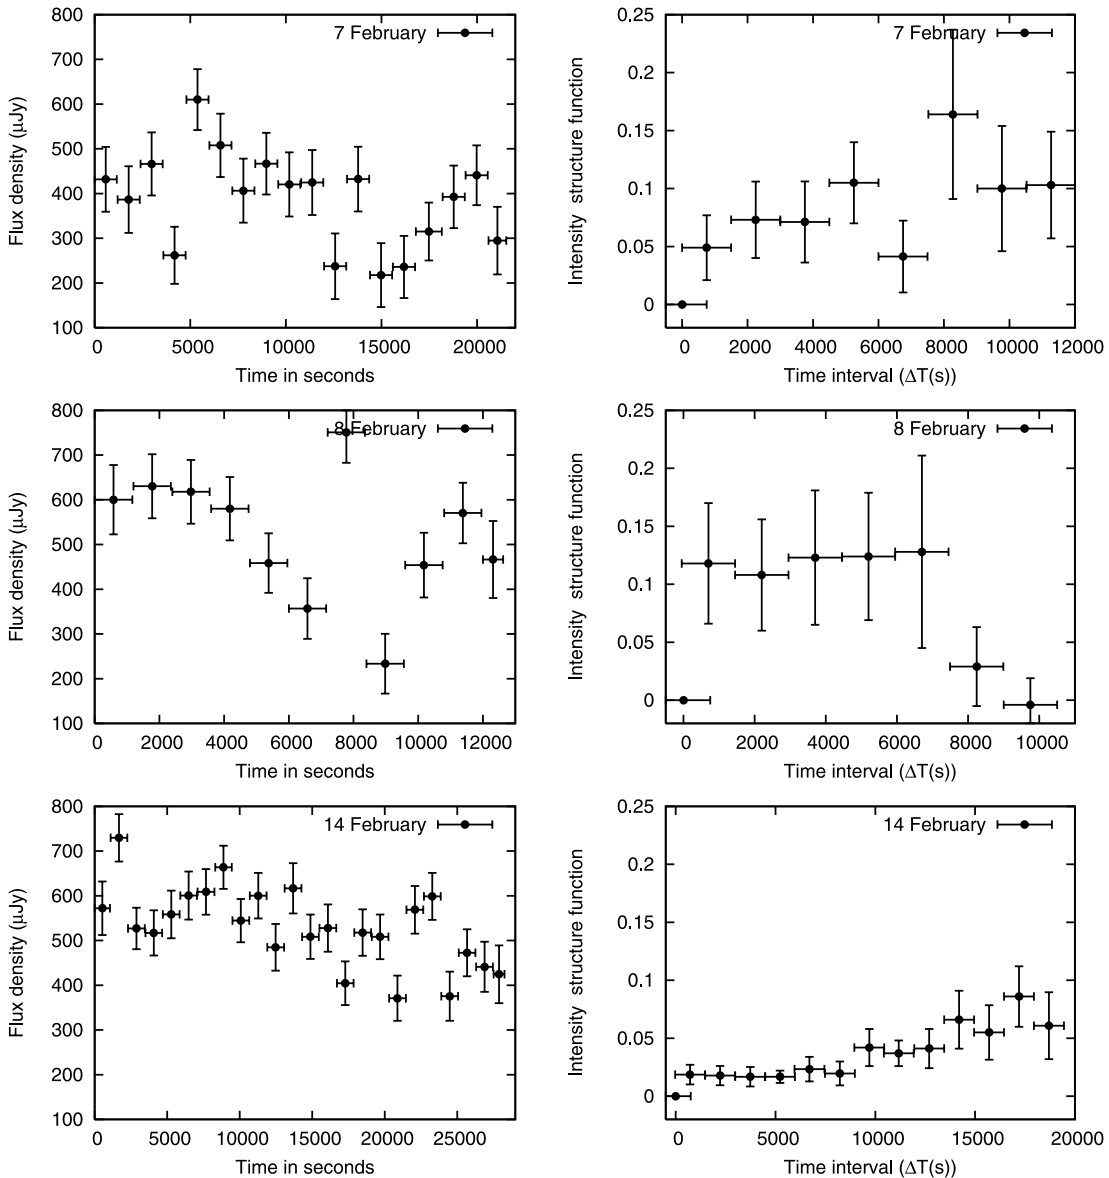 800
700
600
500
400
300
200
100
0 5000 10000 15000 20000
Flux density (μJy)
Time in seconds
7 February
0.25
0.2
0.15
0.1
0.05
0
0 2000 4000 6000 8000 10000 12000
Intensity structure function
Time interval (ΔT(s))
7 February
800
700
600
500
400
300
200
100
0 2000 4000 6000 8000 10000 12000
Flux density (μJy)
Time in seconds
8 February
0.25
0.2
0.15
0.1
0.05
0
0 2000 4000 6000 8000 10000
Intensity structure function
Time interval (ΔT(s))
8 February
800
700
600
500
400
300
200
100
0 5000 10000 15000 20000 25000
Flux density (μJy)
Time in seconds
14 February
0.25
0.2
0.15
0.1
0.05
0
0 5000 10000 15000 20000
Intensity structure function
Time interval (ΔT(s))
14 February